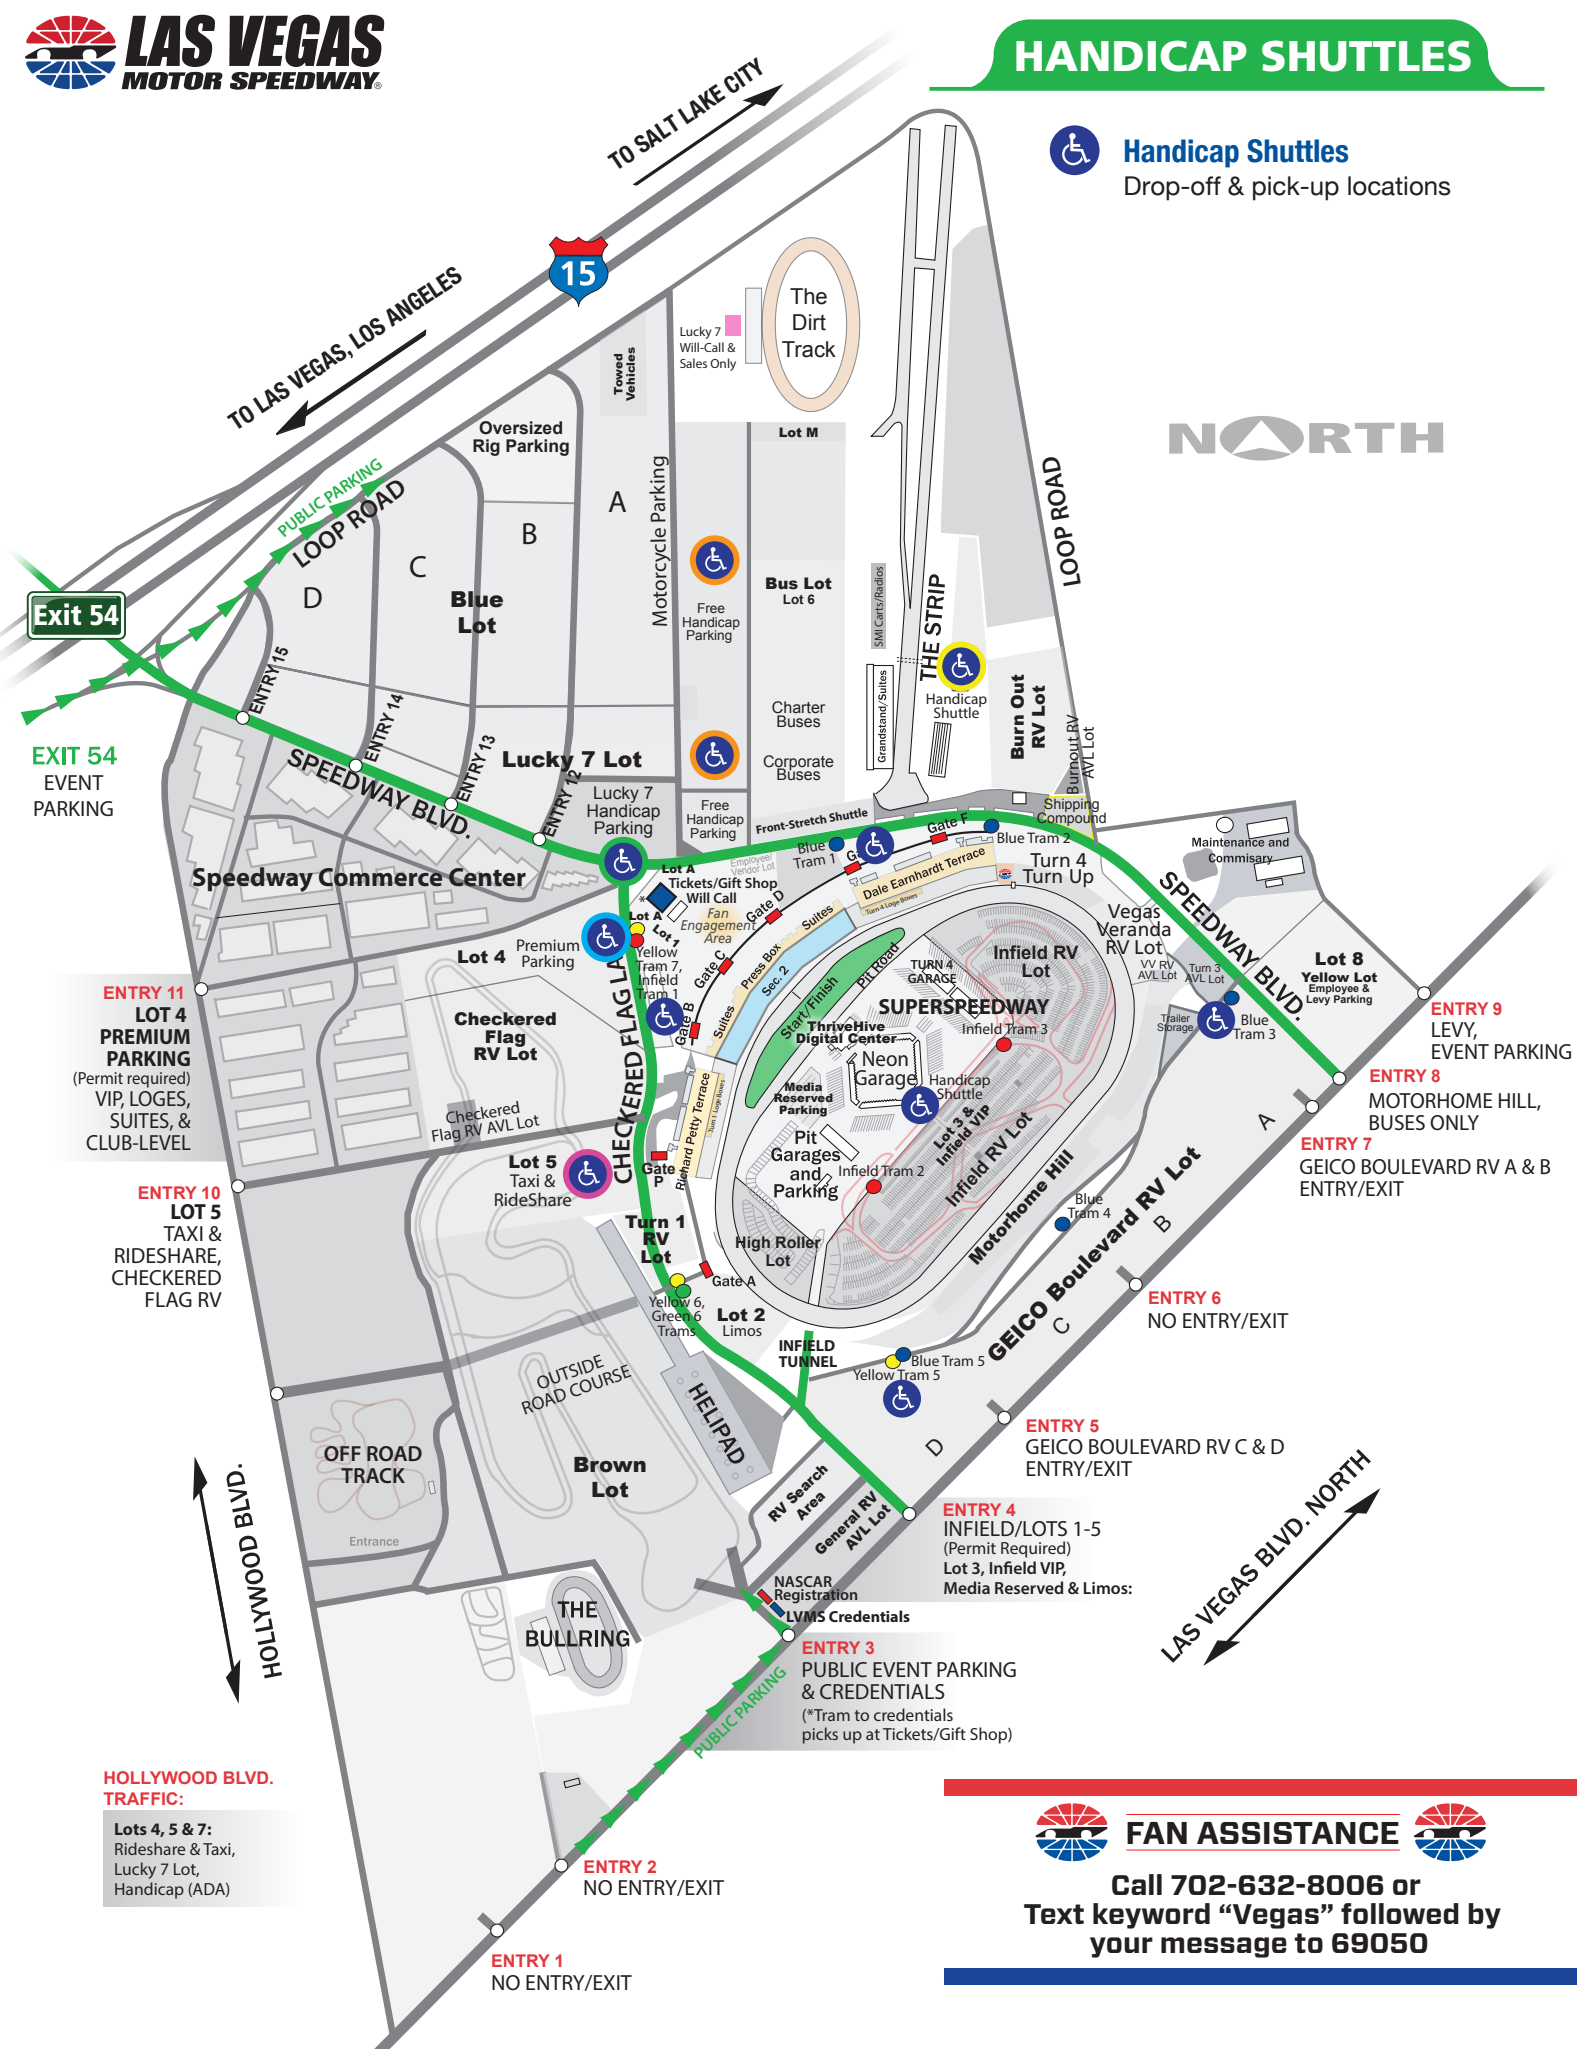 LAS VEGAS
MOTOR SPEEDWAY®
HANDICAP SHUTTLES
Handicap Shuttles
Drop-off & pick-up locations
TO SALT LAKE CITY
15
TO LAS VEGAS, LOS ANGELES
NORTH
The
Dirt
Track
Lucky 7
Will-Call &
Sales Only
Towed
Vehicles
Oversized
Rig Parking
Lot M
PUBLIC PARKING
LOOP ROAD
LOOP ROAD
A
B
C
D
Motorcycle Parking
Blue
Lot
Free
Handicap
Parking
Bus Lot
Lot 6
SMI Carts/Radios
THE STRIP
Exit 54
Handicap
Shuttle
Grandstand/Suites
Burn Out
RV Lot
Burnout RV
AVL Lot
Charter
Buses
Corporate
Buses
ENTRY 15
ENTRY 14
ENTRY 13
ENTRY 12
EXIT 54
EVENT
PARKING
SPEEDWAY BLVD.
Lucky 7 Lot
Lucky 7
Handicap
Parking
Free
Handicap
Parking
Front-Stretch Shuttle
Shipping
Compound
Gate F
Blue Tram 2
Blue
Tram 1
Maintenance and
Commisary
Employee/
Vendor Lot
Lot A
Tickets/Gift Shop
Will Call
*
Fan
Engagement
Area
Dale Earnhardt Terrace
Turn 4 Loge Boxes
Turn 4
Turn Up
SPEEDWAY BLVD.
Speedway Commerce Center
Lot A
Lot 1
Gate D
Suites
Vegas
Veranda
RV Lot
VV RV
AVL Lot
Turn 3
AVL Lot
Lot 8
Yellow Lot
Employee &
Levy Parking
Lot 4
Premium
Parking
Yellow
Tram 7,
Infield
Tram 1
Gate C
Press Box
Sec. 2
Pit Road
TURN 4
GARAGE
Infield RV
Lot
ENTRY 11
LOT 4
PREMIUM
PARKING
(Permit required)
VIP, LOGES,
SUITES, &
CLUB-LEVEL
Checkered
Flag
RV Lot
Gate B
Suites
Start/Finish
SUPERSPEEDWAY
Infield Tram 3
ThriveHive
Digital Center
Neon
Garage
Handicap
Shuttle
Trailer
Storage
Blue
Tram 3
ENTRY 9
LEVY,
EVENT PARKING
ENTRY 8
MOTORHOME HILL,
BUSES ONLY
Checkered
Flag RV AVL Lot
Richard Petty Terrace
Turn 1 Loge Boxes
Media
Reserved
Parking
Lot 3 &
Infield VIP
Infield RV Lot
ENTRY 7
GEICO BOULEVARD RV A & B
ENTRY/EXIT
Lot 5
Taxi &
RideShare
Gate
P
Pit
Garages
and
Parking
Infield Tram 2
Motorhome Hill
Blue
Tram 4
GEICO Boulevard RV Lot
A
B
C
D
ENTRY 10
LOT 5
TAXI &
RIDESHARE,
CHECKERED
FLAG RV
Turn 1
RV
Lot
High Roller
Lot
Gate A
Yellow 6,
Green 6
Trams
Lot 2
Limos
INFIELD
TUNNEL
Blue Tram 5
Yellow Tram 5
ENTRY 6
NO ENTRY/EXIT
OUTSIDE
ROAD COURSE
HELIPAD
ENTRY 5
GEICO BOULEVARD RV C & D
ENTRY/EXIT
OFF ROAD
TRACK
Entrance
Brown
Lot
RV Search
Area
General RV
AVL Lot
ENTRY 4
INFIELD/LOTS 1-5
(Permit Required)
Lot 3, Infield VIP,
Media Reserved & Limos:
LAS VEGAS BLVD. NORTH
HOLLYWOOD BLVD.
NASCAR
Registration
LVMS Credentials
THE
BULLRING
ENTRY 3
PUBLIC EVENT PARKING
& CREDENTIALS
(*Tram to credentials
picks up at Tickets/Gift Shop)
PUBLIC PARKING
HOLLYWOOD BLVD.
TRAFFIC:
Lots 4, 5 & 7:
Rideshare & Taxi,
Lucky 7 Lot,
Handicap (ADA)
ENTRY 2
NO ENTRY/EXIT
ENTRY 1
NO ENTRY/EXIT
FAN ASSISTANCE
Call 702-632-8006 or
Text keyword “Vegas” followed by
your message to 69050